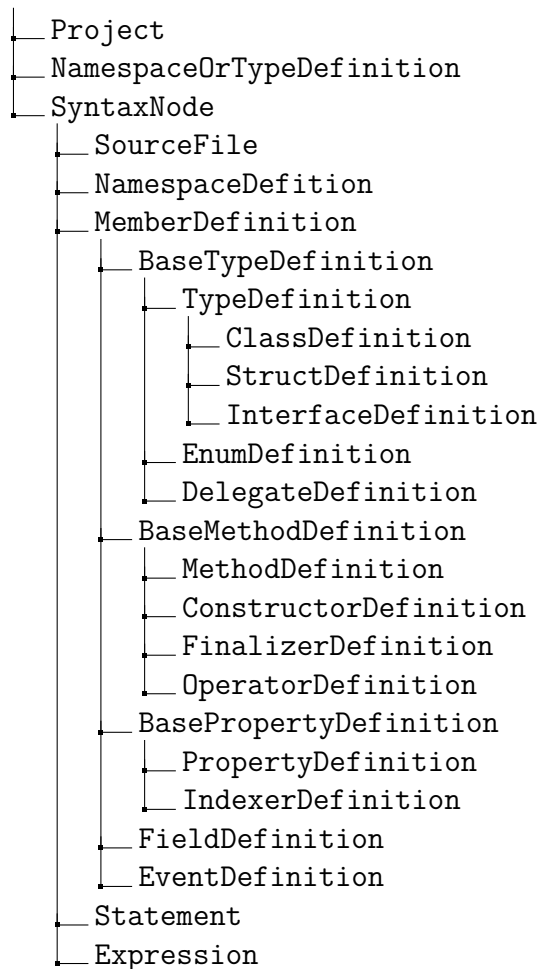 Project
NamespaceOrTypeDefinition
SyntaxNode
SourceFile
NamespaceDefition
MemberDefinition
BaseTypeDefinition
TypeDefinition
ClassDefinition
StructDefinition
InterfaceDefinition
EnumDefinition
DelegateDefinition
BaseMethodDefinition
MethodDefinition
ConstructorDefinition
FinalizerDefinition
OperatorDefinition
BasePropertyDefinition
PropertyDefinition
IndexerDefinition
FieldDefinition
EventDefinition
Statement
Expression